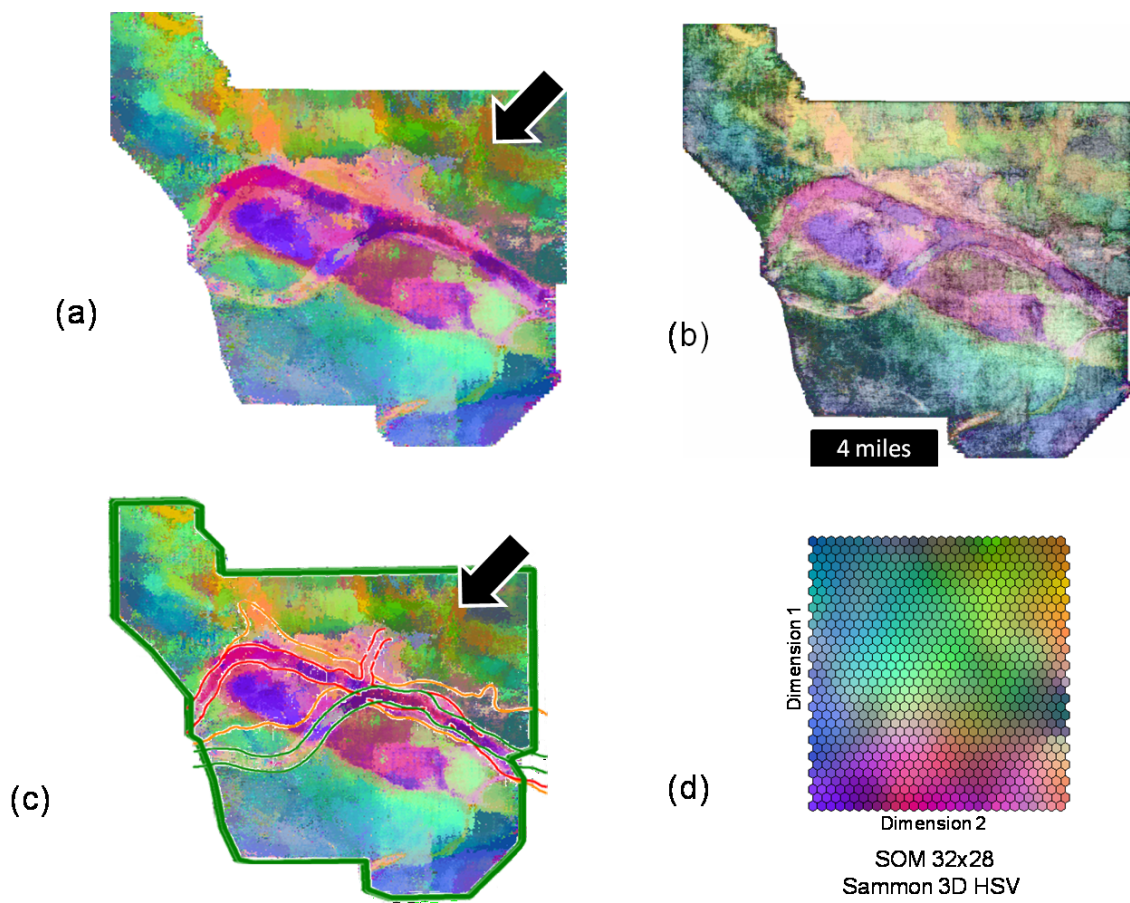 (a)
(b)
4 miles
(c)
(d)
Dimension 1
Dimension 2
SOM 32x28
Sammon 3D HSV